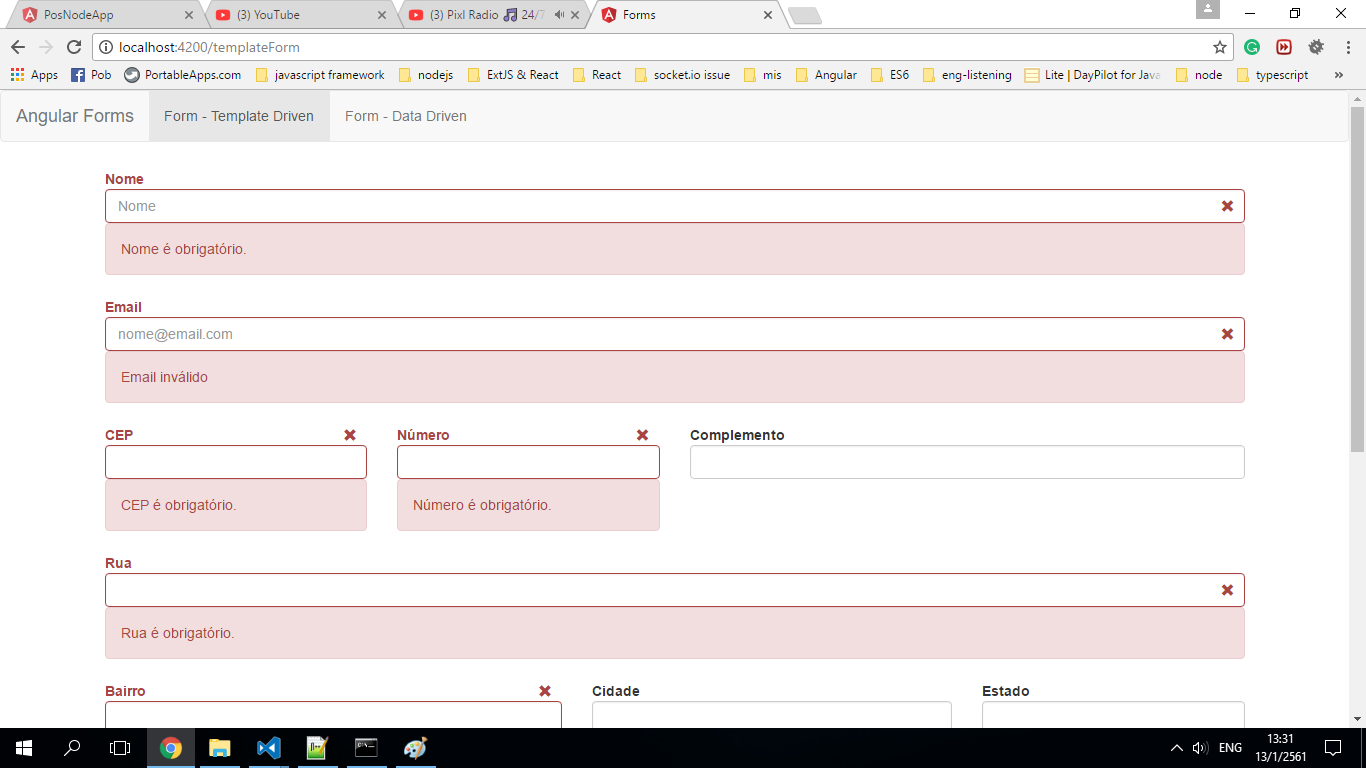 PosNodeApp
(3) YouTube
(3) Pixl Radio 🎵 24/7
Forms
localhost:4200/templateForm
Apps
Pob
PortableApps.com
javascript framework
nodejs
ExtJS & React
React
socket.io issue
mis
Angular
ES6
eng-listening
Lite | DayPilot for Java
node
typescript
»
Angular Forms
Form - Template Driven
Form - Data Driven
Nome
Nome
Nome é obrigatório.
Email
nome@email.com
Email inválido
CEP
Número
Complemento
CEP é obrigatório.
Número é obrigatório.
Rua
Rua é obrigatório.
Bairro
Cidade
Estado
ENG
13:31
13/1/2561